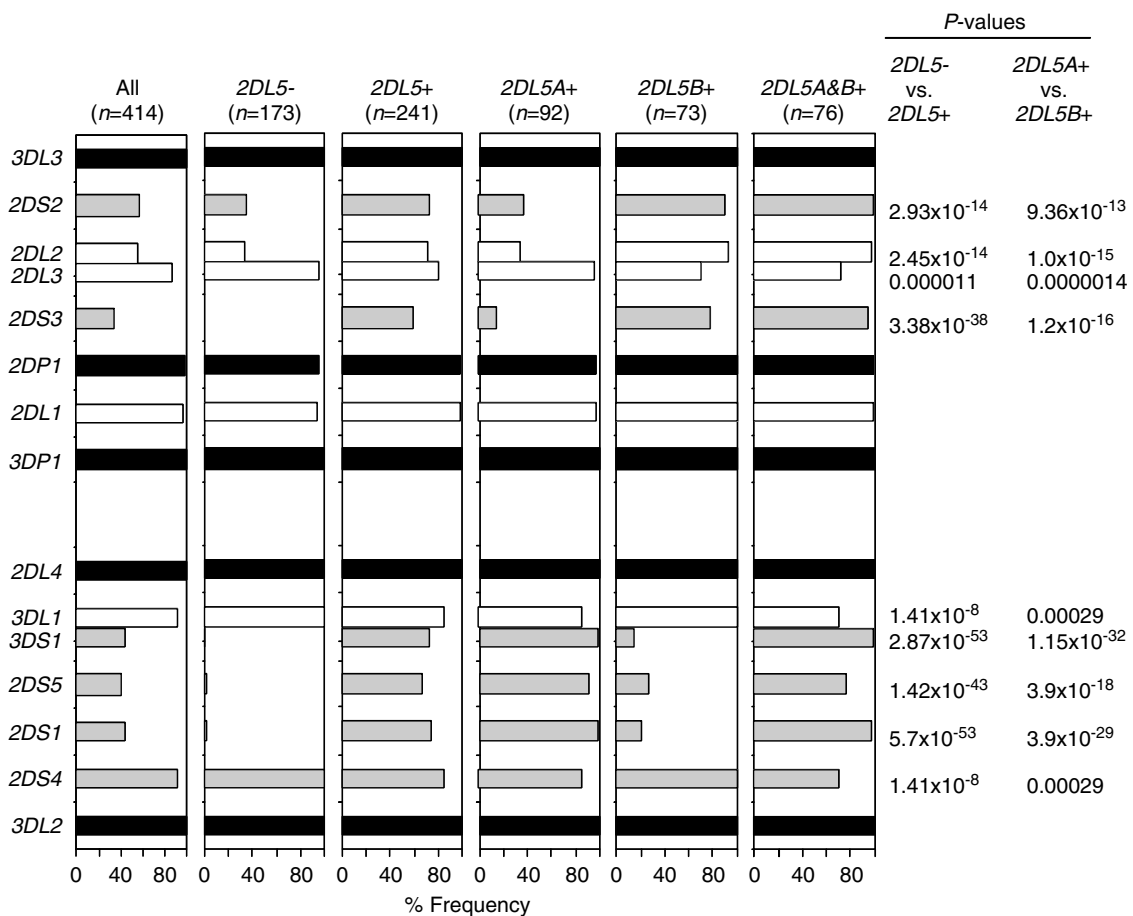 P-values
All 2DL5- 2DL5+ 2DL5A+ 2DL5B+ 2DL5A&B+ 2DL5- 2DL5A+
(n=414) (n=173) (n=241) (n=92) (n=73) (n=76) vs. vs.
2DL5+ 2DL5B+
3DL3
2DS2 2.93x10⁻¹⁴ 9.36x10⁻¹³
2DL2 2.45x10⁻¹⁴ 1.0x10⁻¹⁵
2DL3 0.000011 0.0000014
2DS3 3.38x10⁻³⁸ 1.2x10⁻¹⁶
2DP1
2DL1
3DP1
2DL4
3DL1 1.41x10⁻⁸ 0.00029
3DS1 2.87x10⁻⁵³ 1.15x10⁻³²
2DS5 1.42x10⁻⁴³ 3.9x10⁻¹⁸
2DS1 5.7x10⁻⁵³ 3.9x10⁻²⁹
2DS4 1.41x10⁻⁸ 0.00029
3DL2
0 40 80 0 40 80 0 40 80 0 40 80 0 40 80 0 40 80
% Frequency